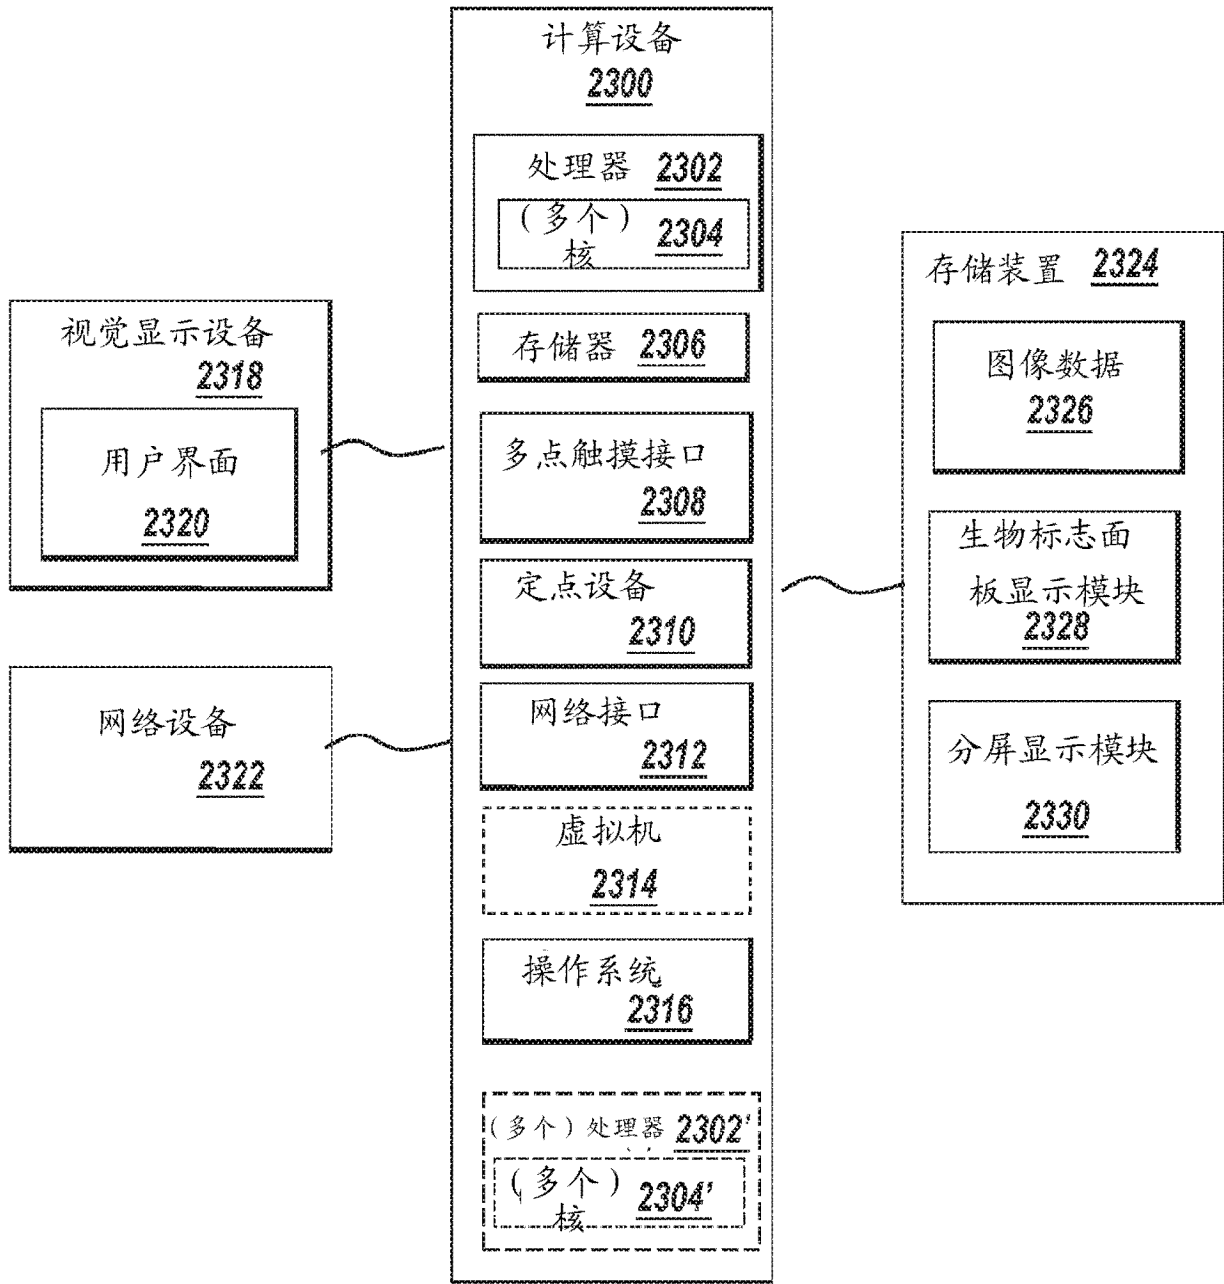 计算设备
2300
处理器 2302
(多个)
核 2304
存储器 2306
多点触摸接口
2308
定点设备
2310
网络接口
2312
虚拟机
2314
操作系统
2316
(多个)处理器 2302'
(多个)
核 2304'
视觉显示设备
2318
用户界面
2320
网络设备
2322
存储装置 2324
图像数据
2326
生物标志面
板显示模块
2328
分屏显示模块
2330